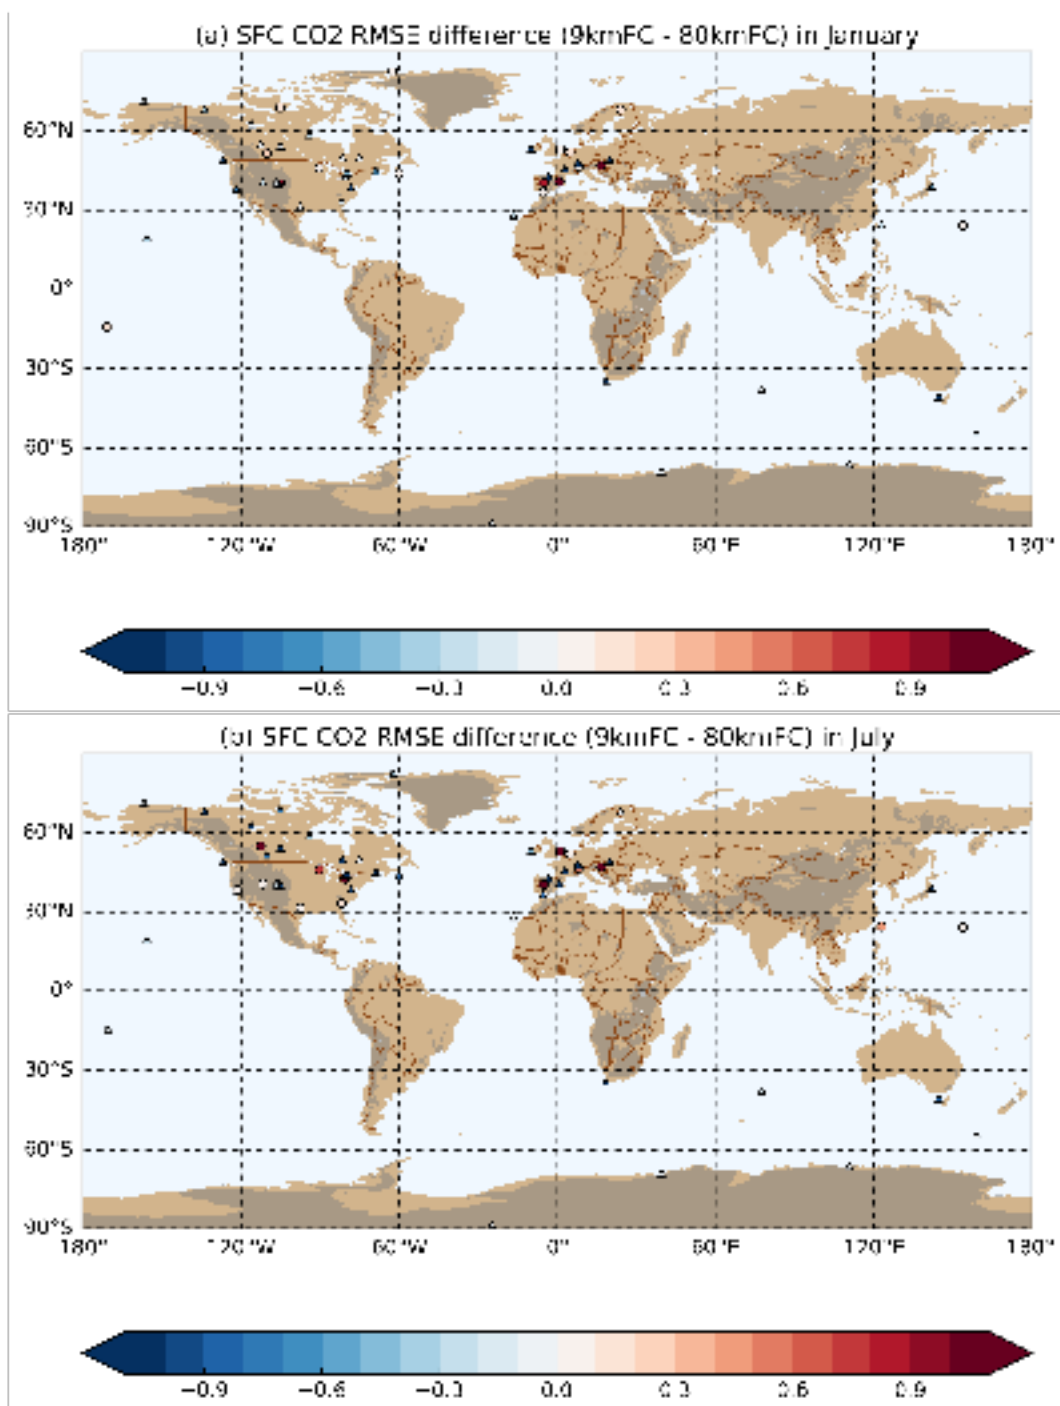 (a) SFC CO2 RMSE difference (9kmFC - 80kmFC) in January
60°N
30°N
0°
30°S
60°S
90°S
180° 120°W 60°W 0° 60°E 120°E 180°
−0.9 −0.6 −0.3 0.0 0.3 0.6 0.9
(b) SFC CO2 RMSE difference (9kmFC - 80kmFC) in July
60°N
30°N
0°
30°S
60°S
90°S
180° 120°W 60°W 0° 60°E 120°E 180°
−0.9 −0.6 −0.3 0.0 0.3 0.6 0.9